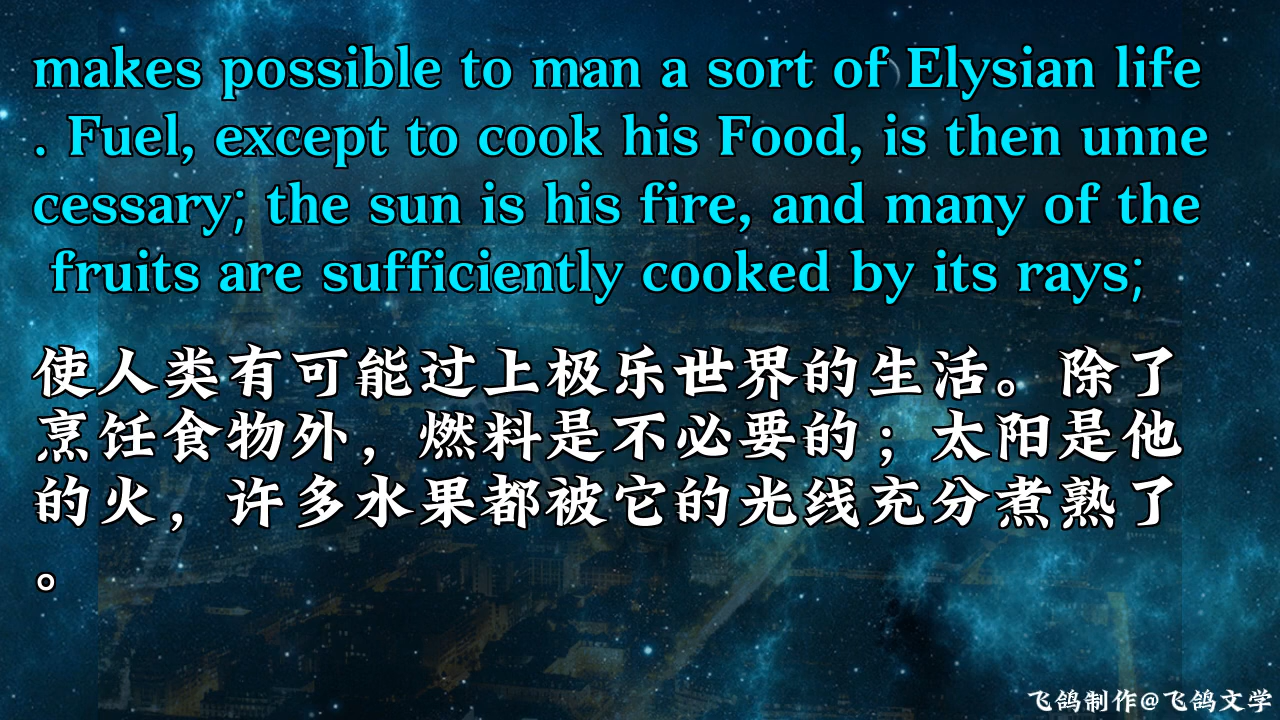 makes possible to man a sort of Elysian life
. Fuel, except to cook his Food, is then unne
cessary; the sun is his fire, and many of the
fruits are sufficiently cooked by its rays;
使人类有可能过上极乐世界的生活。除了
烹饪食物外，燃料是不必要的；太阳是他
的火，许多水果都被它的光线充分煮熟了
。
飞鸽制作@飞鸽文学